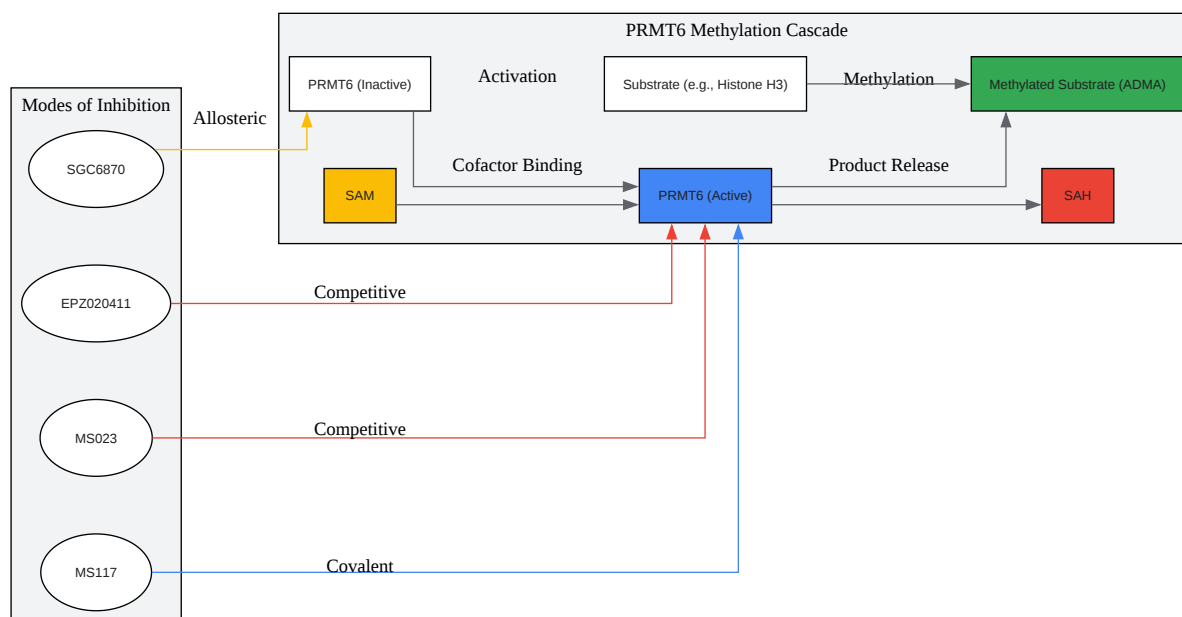 PRMT6 Methylation Cascade
PRMT6 (Inactive)
Activation
Substrate (e.g., Histone H3)
Methylation
Methylated Substrate (ADMA)
Modes of Inhibition
Allosteric
SGC6870
Cofactor Binding
Product Release
SAM
PRMT6 (Active)
SAH
EPZ020411
Competitive
MS023
Competitive
MS117
Covalent